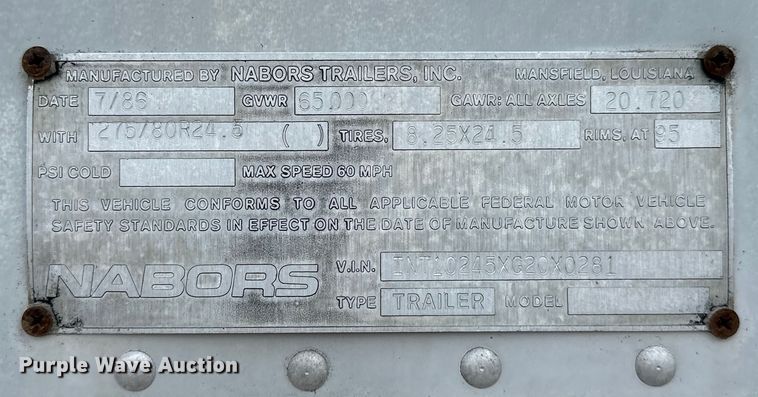 MANUFACTURED BY NABORS TRAILERS, INC. MANSFIELD, LOUISIANA
DATE 7/86 GVWR 65,000 GAWR: ALL AXLES 20,720
WITH 275/80R24.5 ( ) TIRES, 8.25X24.5 RIMS, AT 95
PSI COLD MAX SPEED 60 MPH
THIS VEHICLE CONFORMS TO ALL APPLICABLE FEDERAL MOTOR VEHICLE
SAFETY STANDARDS IN EFFECT ON THE DATE OF MANUFACTURE SHOWN ABOVE.
NABORS V.I.N.
TYPE TRAILER MODEL
Purple Wave Auction